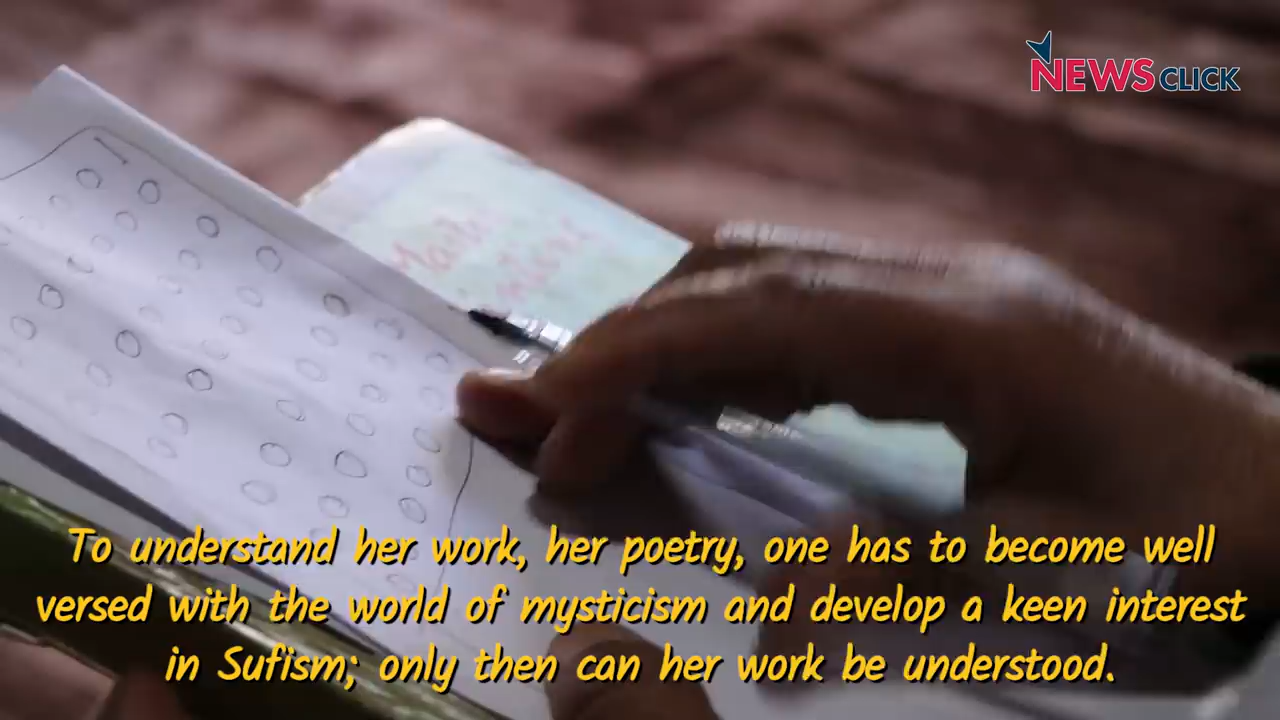 NEWSCLICK
To understand her work, her poetry, one has to become well
versed with the world of mysticism and develop a keen interest
in Sufism; only then can her work be understood.